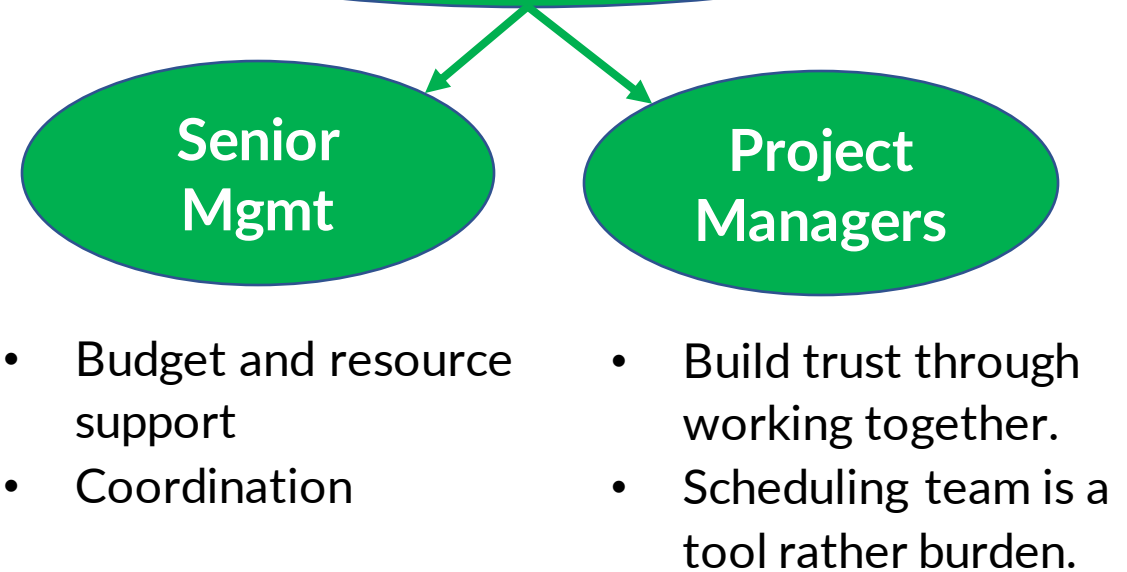 Senior
Mgmt
Project
Managers
• Budget and resource
support
• Coordination
• Build trust through
working together.
• Scheduling team is a
tool rather burden.